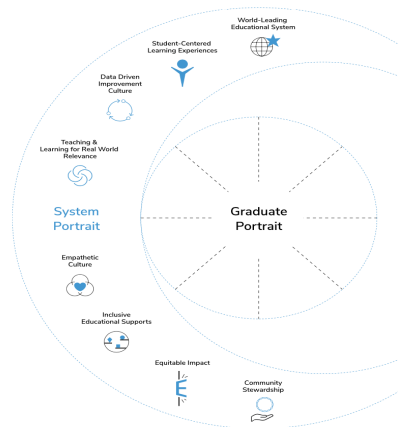 World-Leading
Educational System
Student-Centered
Learning Experiences
Data Driven
Improvement
Culture
Teaching &
Learning for Real World
Relevance
System
Portrait
Graduate
Portrait
Empathetic
Culture
Inclusive
Educational Supports
Equitable Impact
E
Community
Stewardship